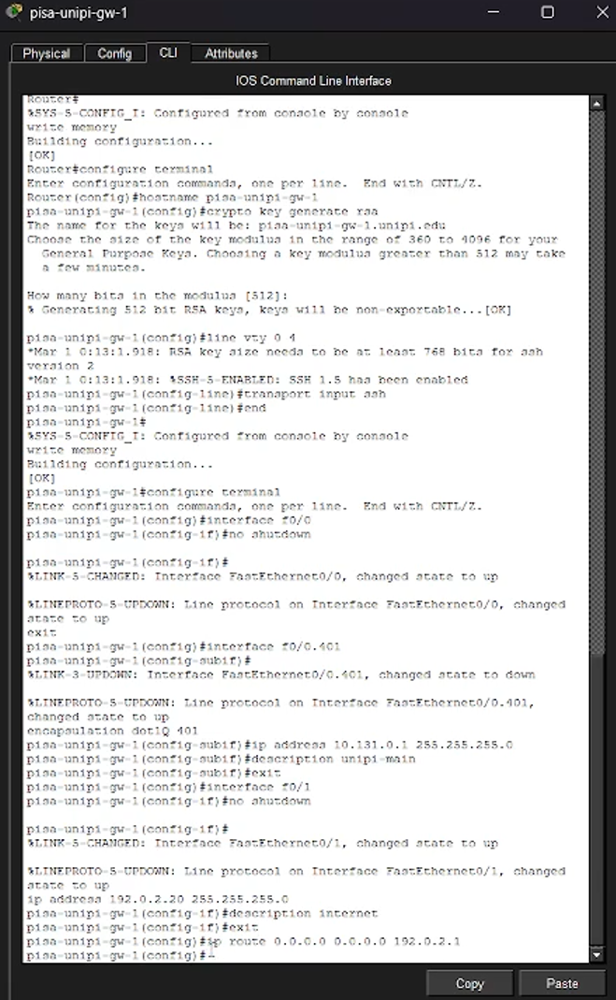 pisa-unipi-gw-1
Physical Config CLI Attributes
IOS Command Line Interface
Router#
%SYS-5-CONFIG_I: Configured from console by console
write memory
Building configuration...
[OK]
Router#configure terminal
Enter configuration commands, one per line.  End with CNTL/Z.
Router(config)#hostname pisa-unipi-gw-1
pisa-unipi-gw-1(config)#crypto key generate rsa
The name for the keys will be: pisa-unipi-gw-1.unipi.edu
Choose the size of the key modulus in the range of 360 to 4096 for your
General Purpose Keys. Choosing a key modulus greater than 512 may take
a few minutes.
How many bits in the modulus [512]:
% Generating 512 bit RSA keys, keys will be non-exportable...[OK]
pisa-unipi-gw-1(config)#line vty 0 4
*Mar 1 0:13:1.918: RSA key size needs to be at least 768 bits for ssh
version 2
*Mar 1 0:13:1.918: %SSH-5-ENABLED: SSH 1.5 has been enabled
pisa-unipi-gw-1(config-line)#transport input ssh
pisa-unipi-gw-1(config-line)#end
pisa-unipi-gw-1#
%SYS-5-CONFIG_I: Configured from console by console
write memory
Building configuration...
[OK]
pisa-unipi-gw-1#configure terminal
Enter configuration commands, one per line.  End with CNTL/Z.
pisa-unipi-gw-1(config)#interface f0/0
pisa-unipi-gw-1(config-if)#no shutdown
pisa-unipi-gw-1(config-if)#
%LINK-5-CHANGED: Interface FastEthernet0/0, changed state to up
%LINEPROTO-5-UPDOWN: Line protocol on Interface FastEthernet0/0, changed
state to up
exit
pisa-unipi-gw-1(config)#interface f0/0.401
pisa-unipi-gw-1(config-subif)#
%LINK-3-UPDOWN: Interface FastEthernet0/0.401, changed state to down
%LINEPROTO-5-UPDOWN: Line protocol on Interface FastEthernet0/0.401,
changed state to up
encapsulation dot1Q 401
pisa-unipi-gw-1(config-subif)#ip address 10.131.0.1 255.255.255.0
pisa-unipi-gw-1(config-subif)#description unipi-main
pisa-unipi-gw-1(config-subif)#exit
pisa-unipi-gw-1(config)#interface f0/1
pisa-unipi-gw-1(config-if)#no shutdown
pisa-unipi-gw-1(config-if)#
%LINK-5-CHANGED: Interface FastEthernet0/1, changed state to up
%LINEPROTO-5-UPDOWN: Line protocol on Interface FastEthernet0/1, changed
state to up
ip address 192.0.2.20 255.255.255.0
pisa-unipi-gw-1(config-if)#description internet
pisa-unipi-gw-1(config-if)#exit
pisa-unipi-gw-1(config)#ip route 0.0.0.0 0.0.0.0 192.0.2.1
pisa-unipi-gw-1(config)#
Copy Paste